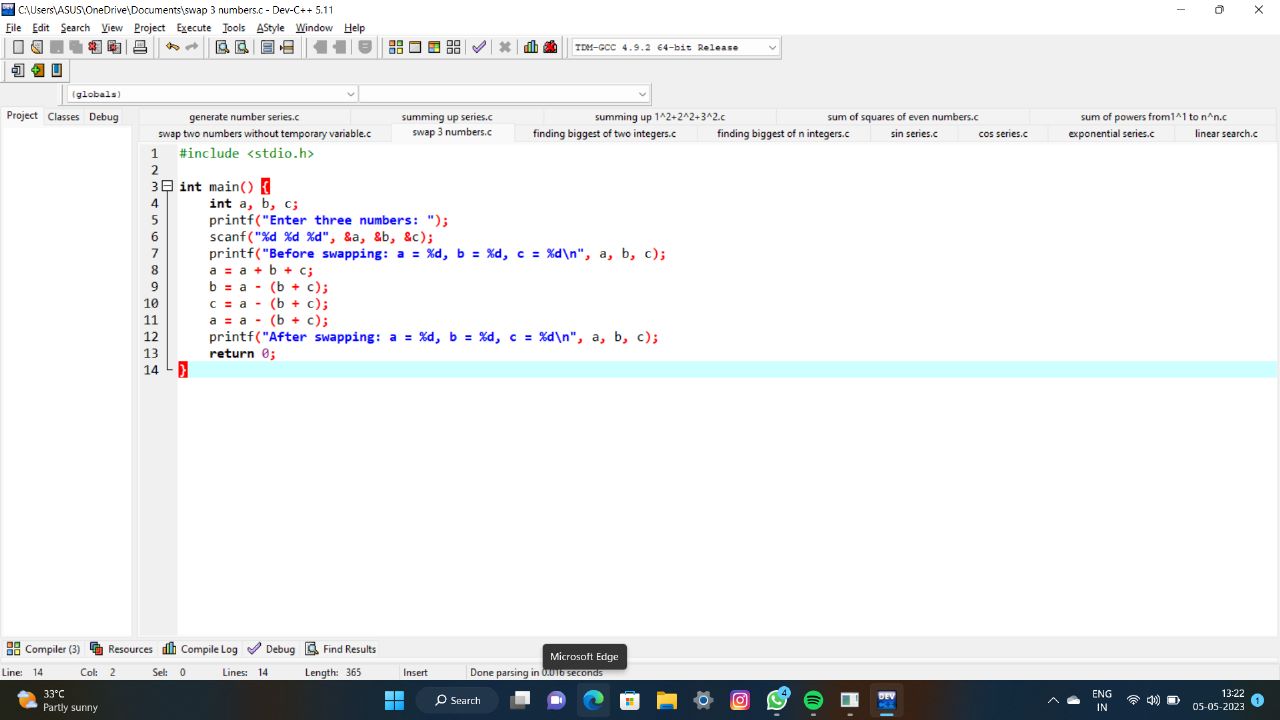 C:\Users\ASUS\OneDrive\Documents\swap 3 numbers.c - Dev-C++ 5.11
File Edit Search View Project Execute Tools AStyle Window Help
TDM-GCC 4.9.2 64-bit Release
(globals)
Project Classes Debug
generate number series.c summing up series.c summing up 1^2+2^2+3^2.c sum of squares of even numbers.c sum of powers from1^1 to n^n.c
swap two numbers without temporary variable.c swap 3 numbers.c finding biggest of two integers.c finding biggest of n integers.c sin series.c cos series.c exponential series.c linear search.c
1 #include <stdio.h>
2
3 int main() {
4 int a, b, c;
5 printf("Enter three numbers: ");
6 scanf("%d %d %d", &a, &b, &c);
7 printf("Before swapping: a = %d, b = %d, c = %d\n", a, b, c);
8 a = a + b + c;
9 b = a - (b + c);
10 c = a - (b + c);
11 a = a - (b + c);
12 printf("After swapping: a = %d, b = %d, c = %d\n", a, b, c);
13 return 0;
14 }
Compiler (3) Resources Compile Log Debug Find Results
Microsoft Edge
Line: 14 Col: 2 Sel: 0 Lines: 14 Length: 365 Insert Done parsing in 0.016 seconds
33°C
Partly sunny
Search
4
DEV
ENG
IN
13:22
05-05-2023
1